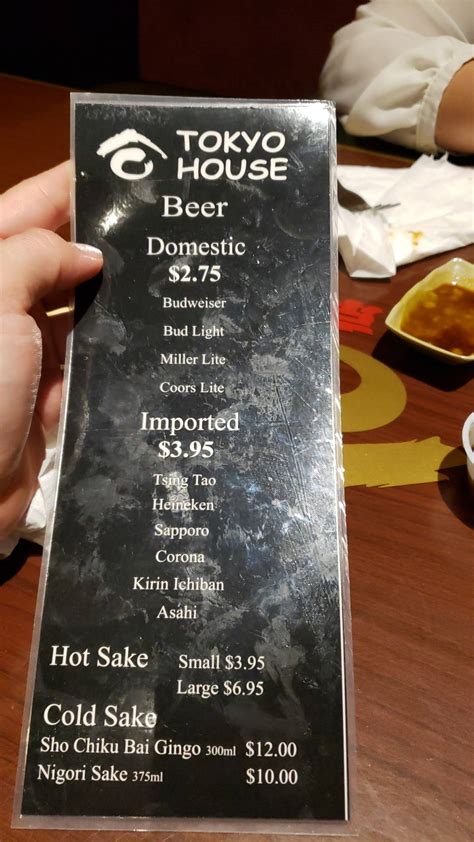 TOKYO
HOUSE
Beer
Domestic
$2.75
Budweiser
Bud Light
Miller Lite
Coors Lite
Imported
$3.95
Tsing Tao
Heineken
Sapporo
Corona
Kirin Ichiban
Asahi
Hot Sake Small $3.95
Large $6.95
Cold Sake
Sho Chiku Bai Gingo 300ml $12.00
Nigori Sake 375ml $10.00